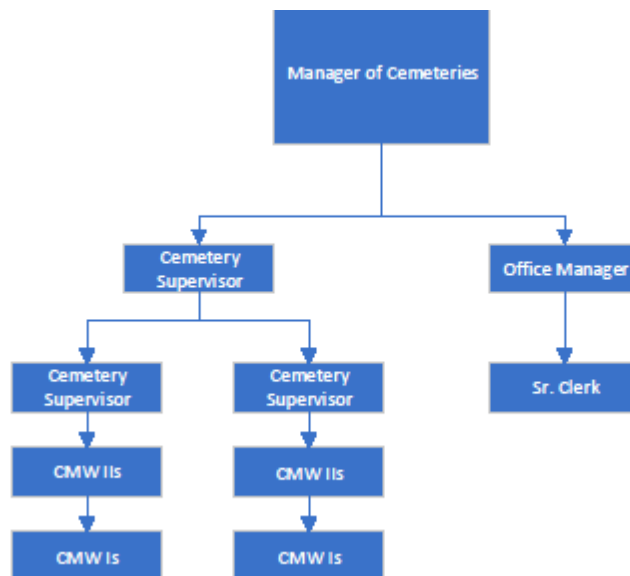 Manager of Cemeteries
Cemetery
Supervisor
Office Manager
Cemetery
Supervisor
Cemetery
Supervisor
Sr. Clerk
CMW IIs
CMW IIs
CMW Is
CMW Is